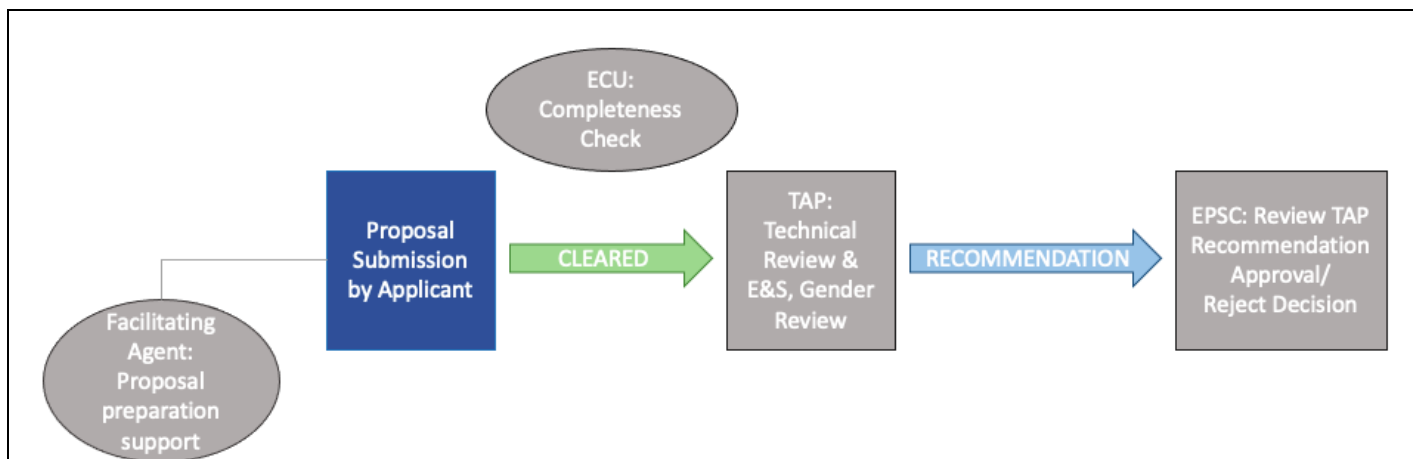 ECU:
Completeness
Check
Facilitating
Agent:
Proposal
preparation
support
Proposal
Submission
by Applicant
CLEARED
TAP:
Technical
Review &
E&S, Gender
Review
RECOMMENDATION
EPSC: Review TAP
Recommendation
Approval/
Reject Decision